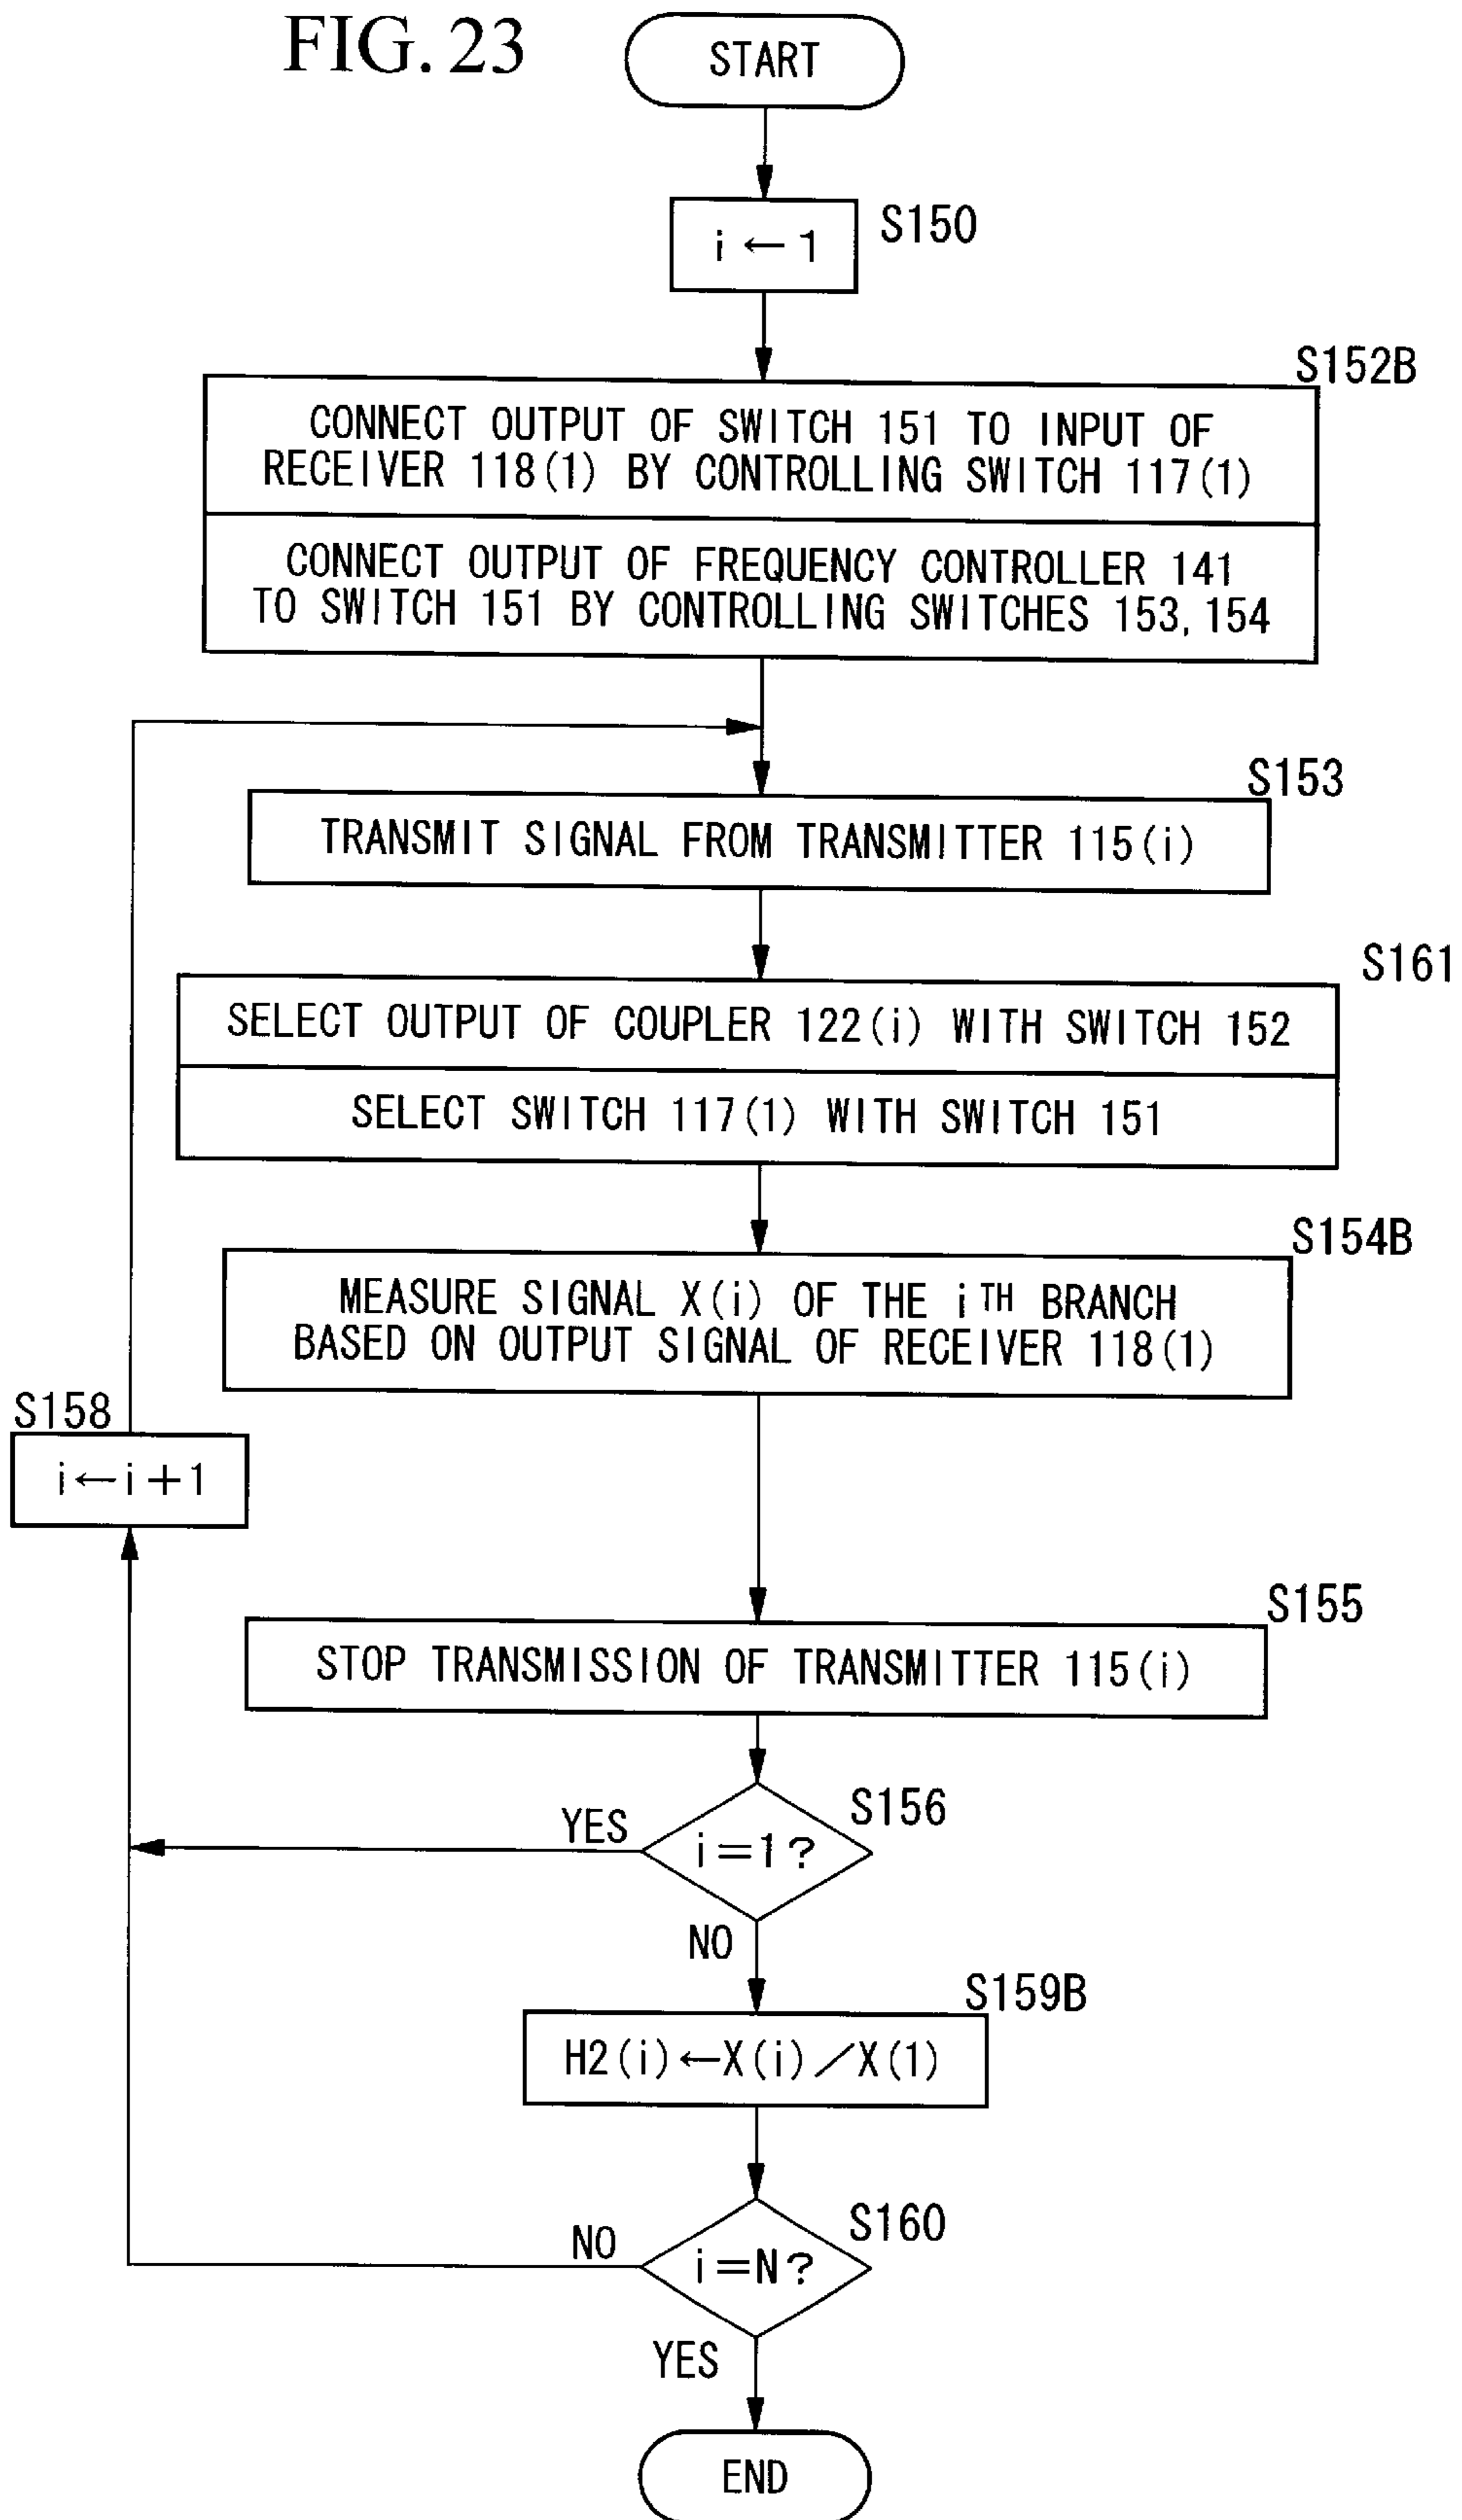 FIG. 23
START
S150
i ← 1
S152B
CONNECT OUTPUT OF SWITCH 151 TO INPUT OF
RECEIVER 118(1) BY CONTROLLING SWITCH 117(1)
CONNECT OUTPUT OF FREQUENCY CONTROLLER 141
TO SWITCH 151 BY CONTROLLING SWITCHES 153, 154
S153
TRANSMIT SIGNAL FROM TRANSMITTER 115(i)
S161
SELECT OUTPUT OF COUPLER 122(i) WITH SWITCH 152
SELECT SWITCH 117(1) WITH SWITCH 151
S154B
MEASURE SIGNAL X(i) OF THE iTH BRANCH
BASED ON OUTPUT SIGNAL OF RECEIVER 118(1)
S158
i←i+1
S155
STOP TRANSMISSION OF TRANSMITTER 115(i)
S156
YES
i=1?
NO
S159B
H2(i)←X(i)/X(1)
S160
NO
i=N?
YES
END